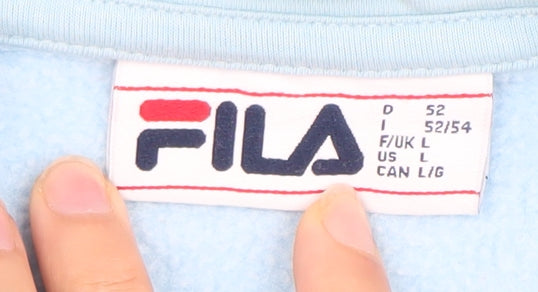 FILA
D 52
I 52/54
F/UK L
US L
CAN L/G